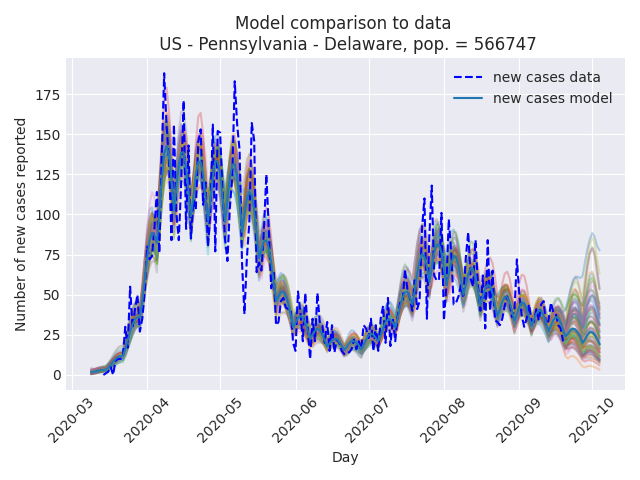 Model comparison to data
US - Pennsylvania - Delaware, pop. = 566747
new cases data
new cases model
Number of new cases reported
175
150
125
100
75
50
25
0
2020-03
2020-04
2020-05
2020-06
2020-07
2020-08
2020-09
2020-10
Day